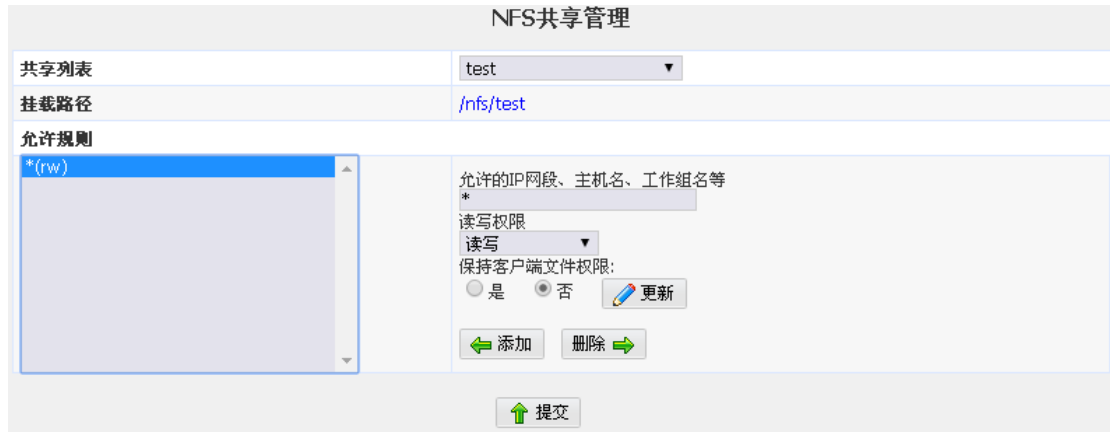 NFS共享管理
共享列表 test
挂载路径 /nfs/test
允许规则
*(rw)
允许的IP网段、主机名、工作组名等
*
读写权限
读写
保持客户端文件权限:
是 否 更新
添加 删除
提交